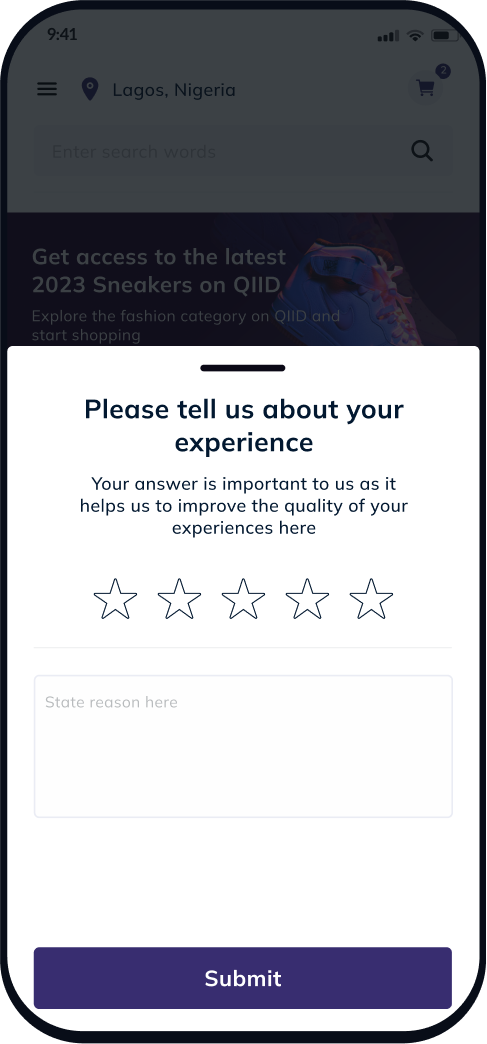 9:41
Lagos, Nigeria
2
Enter search words
Get access to the latest
2023 Sneakers on QIID
Explore the fashion category on QIID and
start shopping
Please tell us about your
experience
Your answer is important to us as it
helps us to improve the quality of your
experiences here
State reason here
Submit